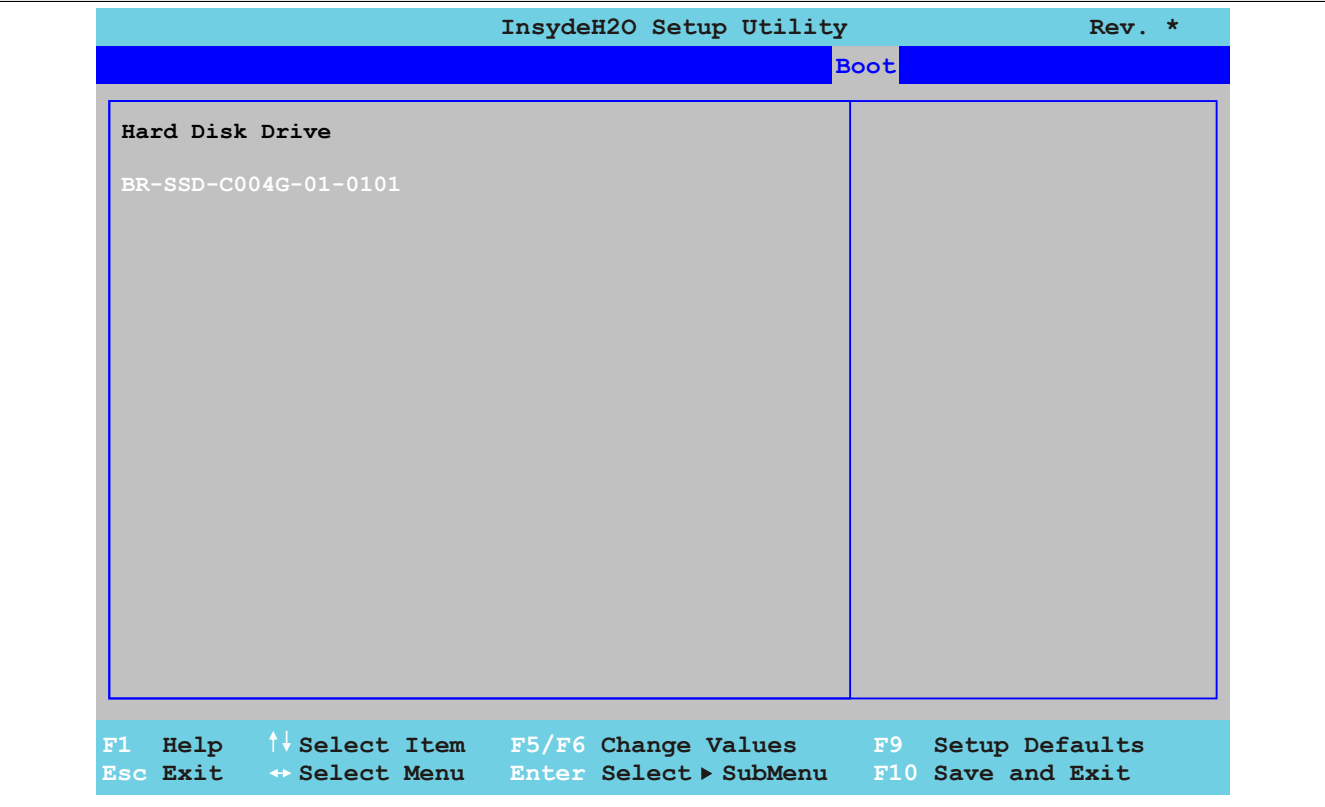 InsydeH2O Setup Utility Rev. *
Boot
Hard Disk Drive
BR-SSD-C004G-01-0101
F1 Help ↑↓ Select Item F5/F6 Change Values F9 Setup Defaults
Esc Exit ↔ Select Menu Enter Select ▶ SubMenu F10 Save and Exit